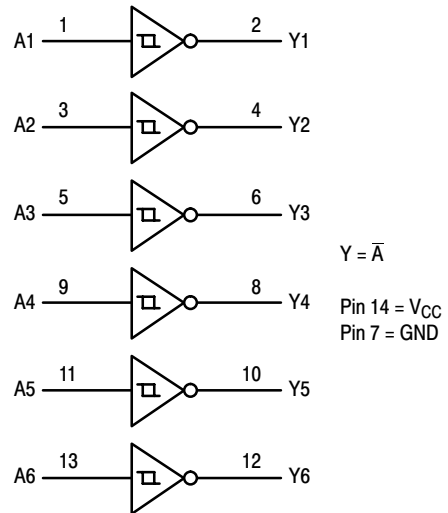 A1 1 2 Y1
A2 3 4 Y2
A3 5 6 Y3
Y = A̅
A4 9 8 Y4
Pin 14 = VCC
Pin 7 = GND
A5 11 10 Y5
A6 13 12 Y6